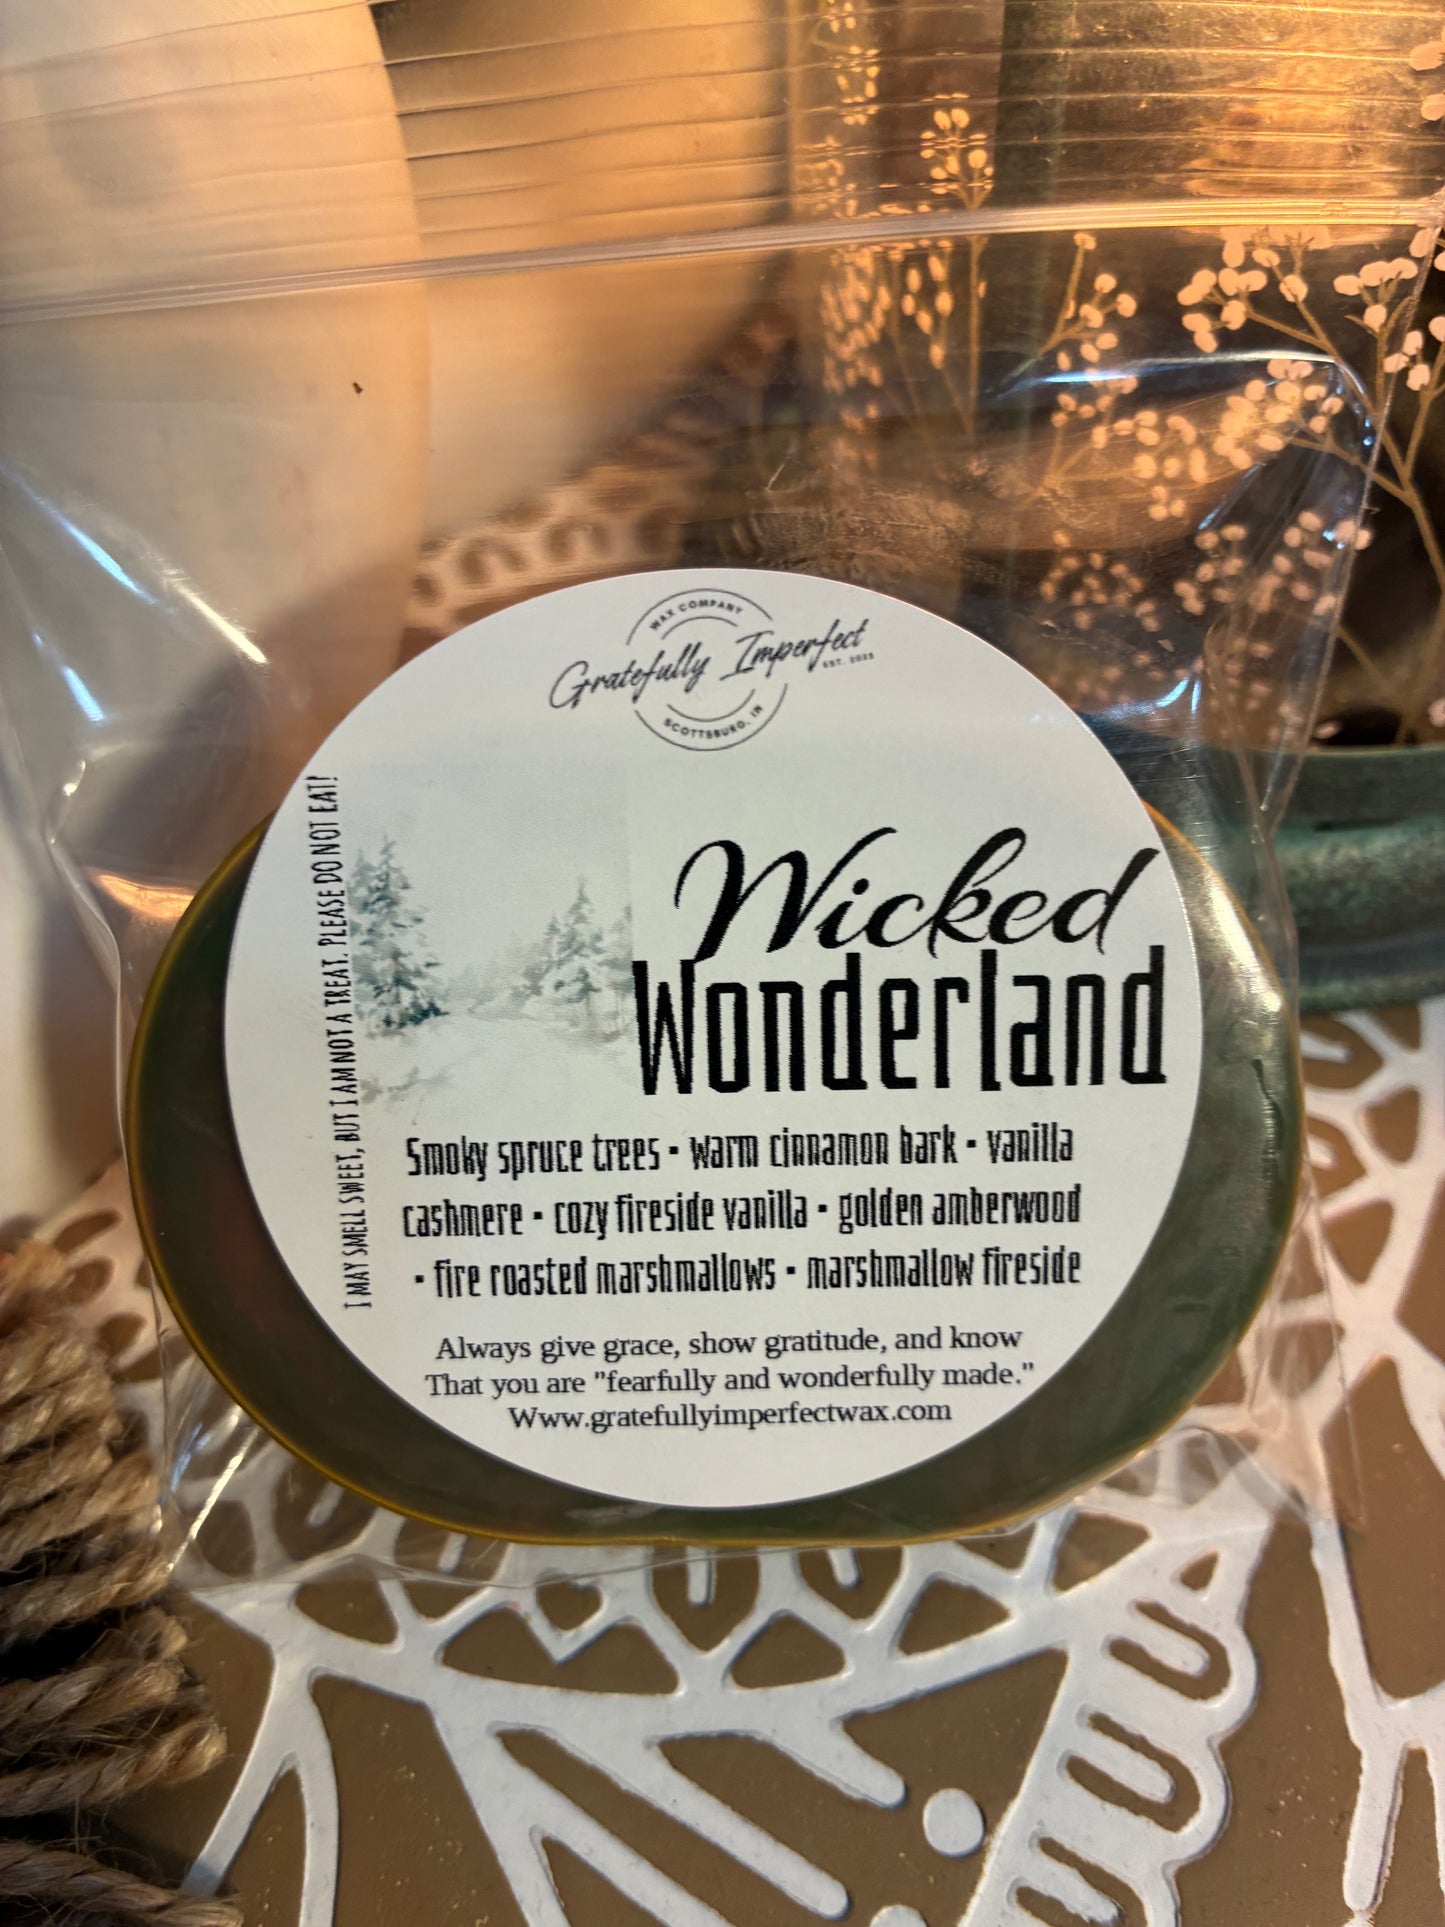 WAX COMPANY
Gratefully Imperfect
EST. 2023
SCOTTSBURG, IN
I MAY SMELL SWEET, BUT I AM NOT A TREAT. PLEASE DO NOT EAT!
Wicked
Wonderland
Smoky spruce trees • warm cinnamon bark • vanilla
cashmere • cozy fireside vanilla • golden amberwood
• fire roasted marshmallows • marshmallow fireside
Always give grace, show gratitude, and know
That you are "fearfully and wonderfully made."
Www.gratefullyimperfectwax.com